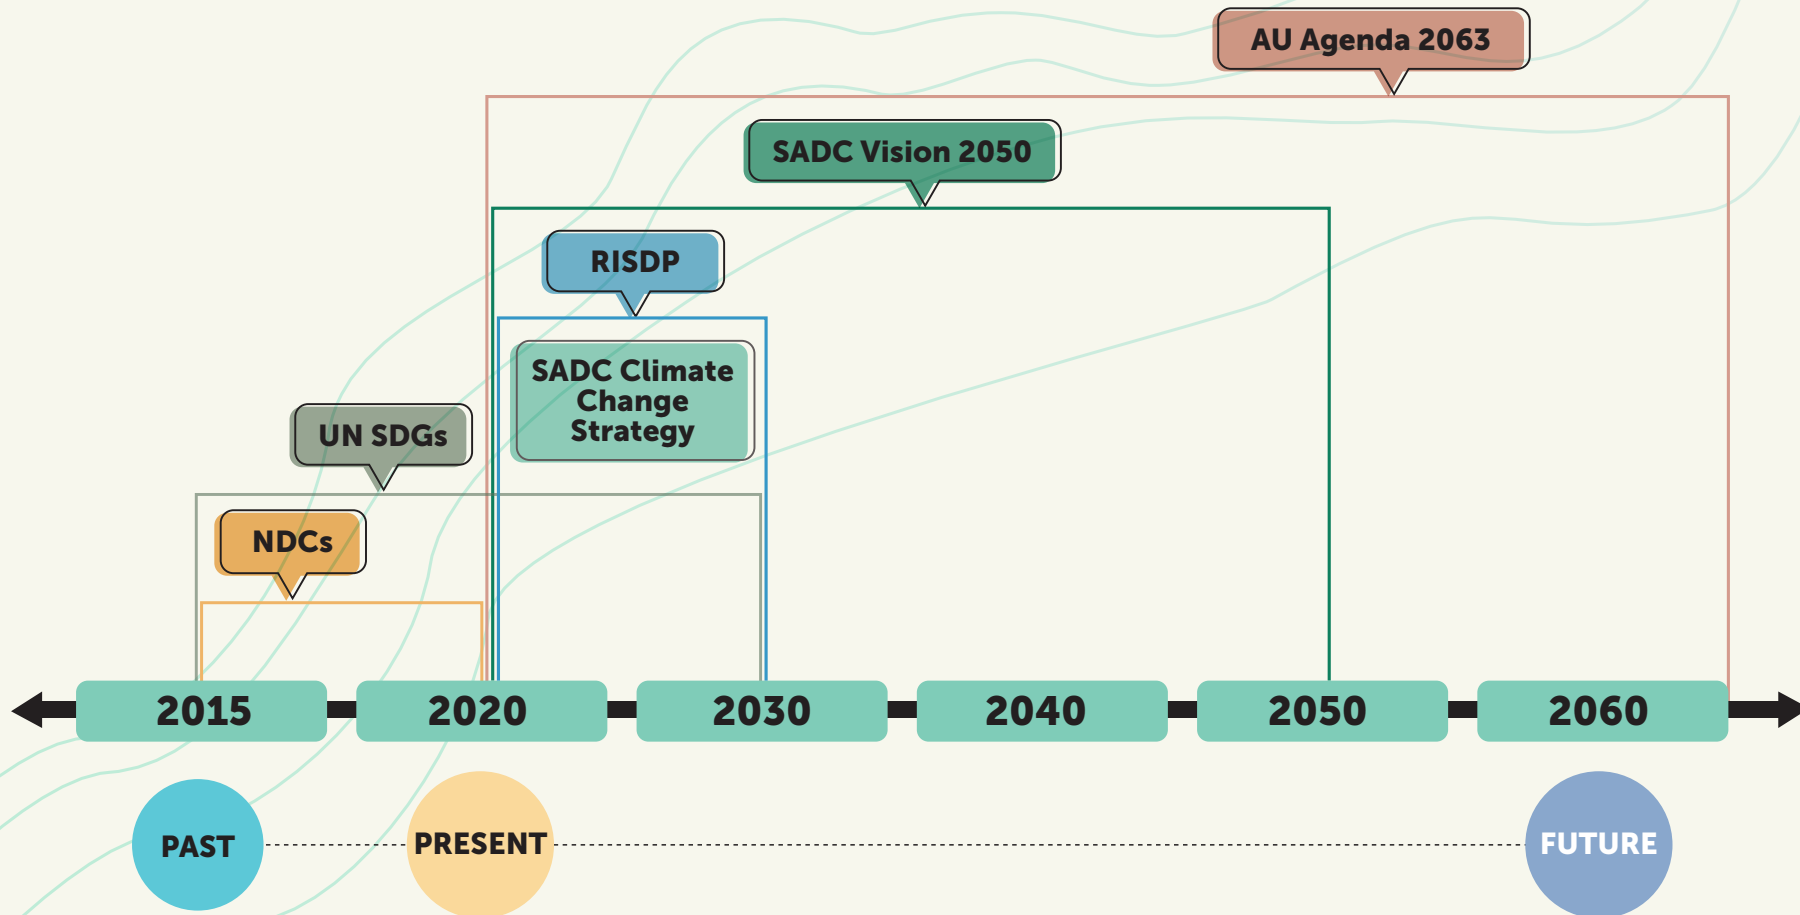 AU Agenda 2063
SADC Vision 2050
RISDP
SADC Climate
Change
Strategy
UN SDGs
NDCs
2015
2020
2030
2040
2050
2060
PAST
PRESENT
FUTURE